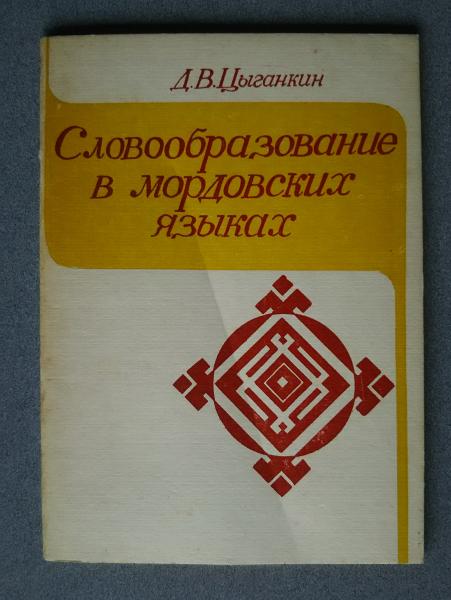 Д.В.Цыганкин
Словообразование
в мордовских
языках